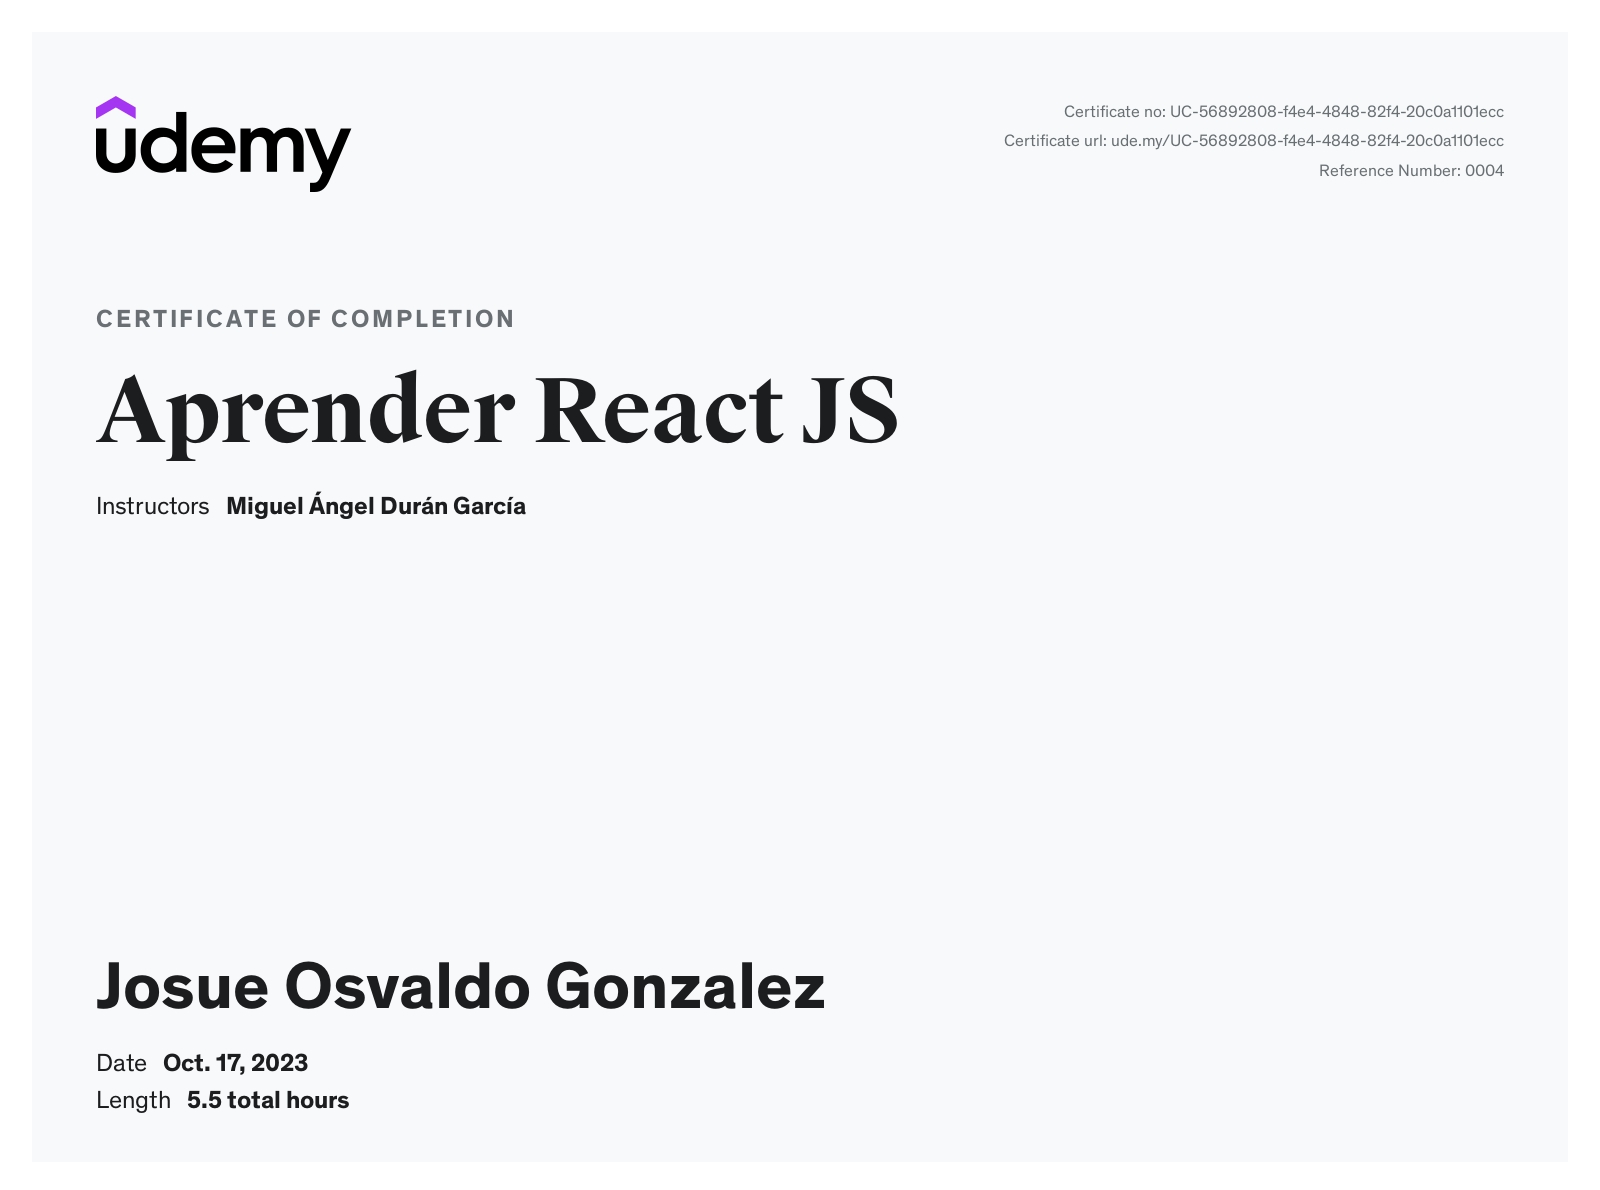 udemy
Certificate no: UC-56892808-f4e4-4848-82f4-20c0a1101ecc
Certificate url: ude.my/UC-56892808-f4e4-4848-82f4-20c0a1101ecc
Reference Number: 0004
CERTIFICATE OF COMPLETION
Aprender React JS
Instructors Miguel Ángel Durán García
Josue Osvaldo Gonzalez
Date Oct. 17, 2023
Length 5.5 total hours